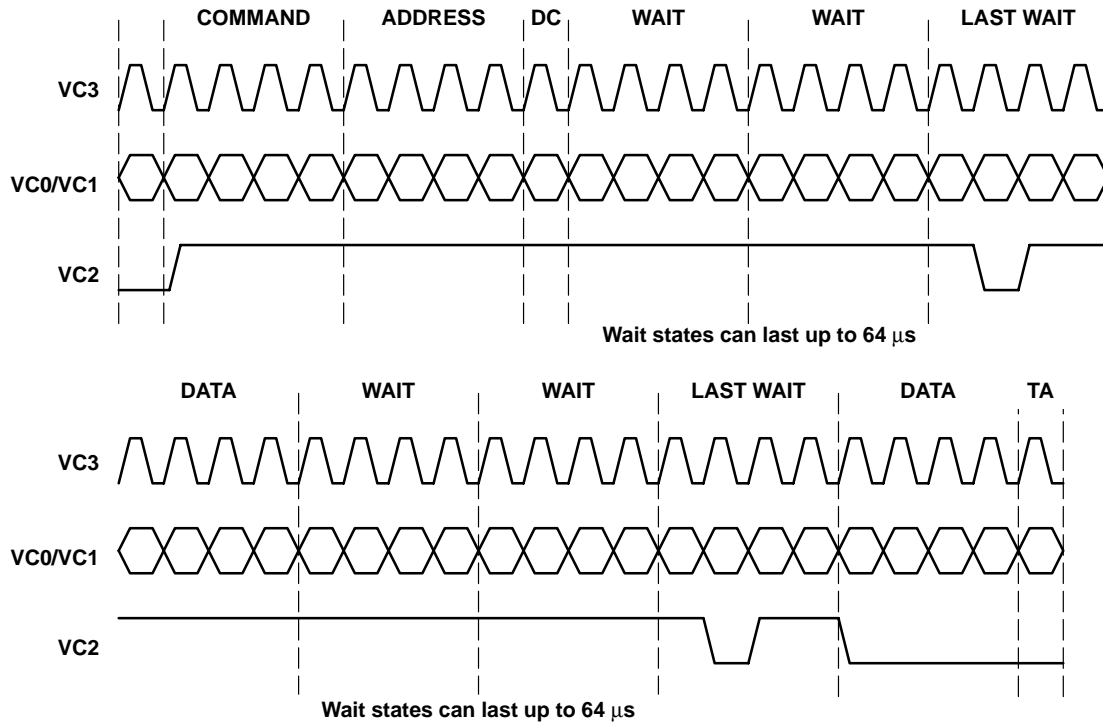 COMMAND ADDRESS DC WAIT WAIT LAST WAIT
VC3
VC0/VC1
VC2
Wait states can last up to 64 μs
DATA WAIT WAIT LAST WAIT DATA TA
VC3
VC0/VC1
VC2
Wait states can last up to 64 μs